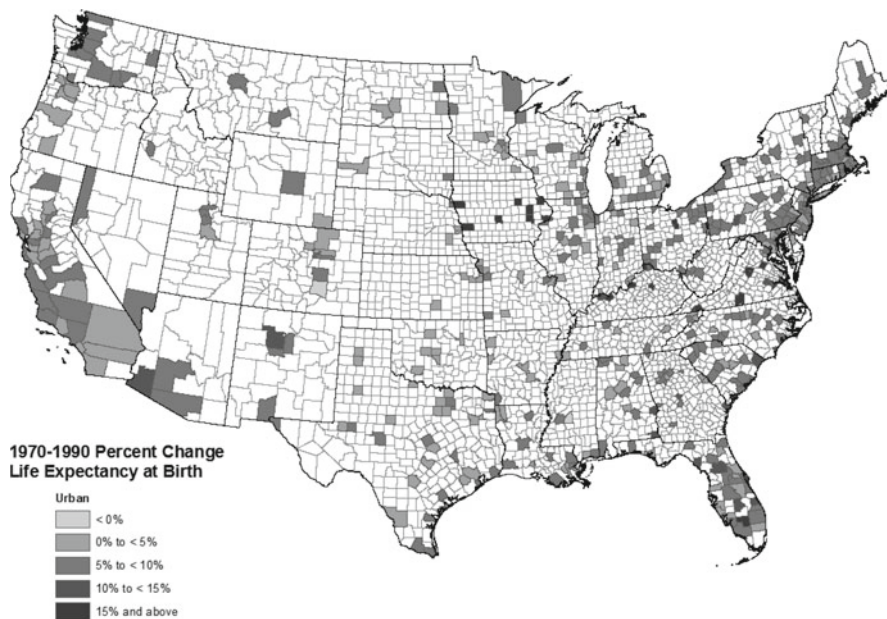 1970-1990 Percent Change
Life Expectancy at Birth
Urban
< 0%
0% to < 5%
5% to < 10%
10% to < 15%
15% and above